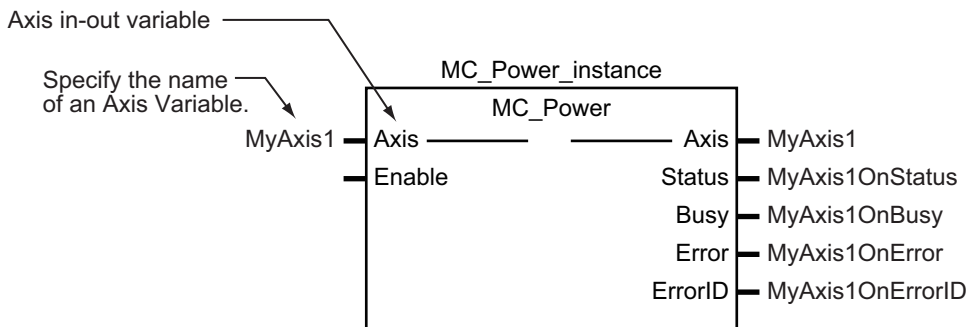 Axis in-out variable
MC_Power_instance
Specify the name
of an Axis Variable.
MC_Power
MyAxis1 Axis Axis MyAxis1
Enable Status MyAxis1OnStatus
Busy MyAxis1OnBusy
Error MyAxis1OnError
ErrorID MyAxis1OnErrorID